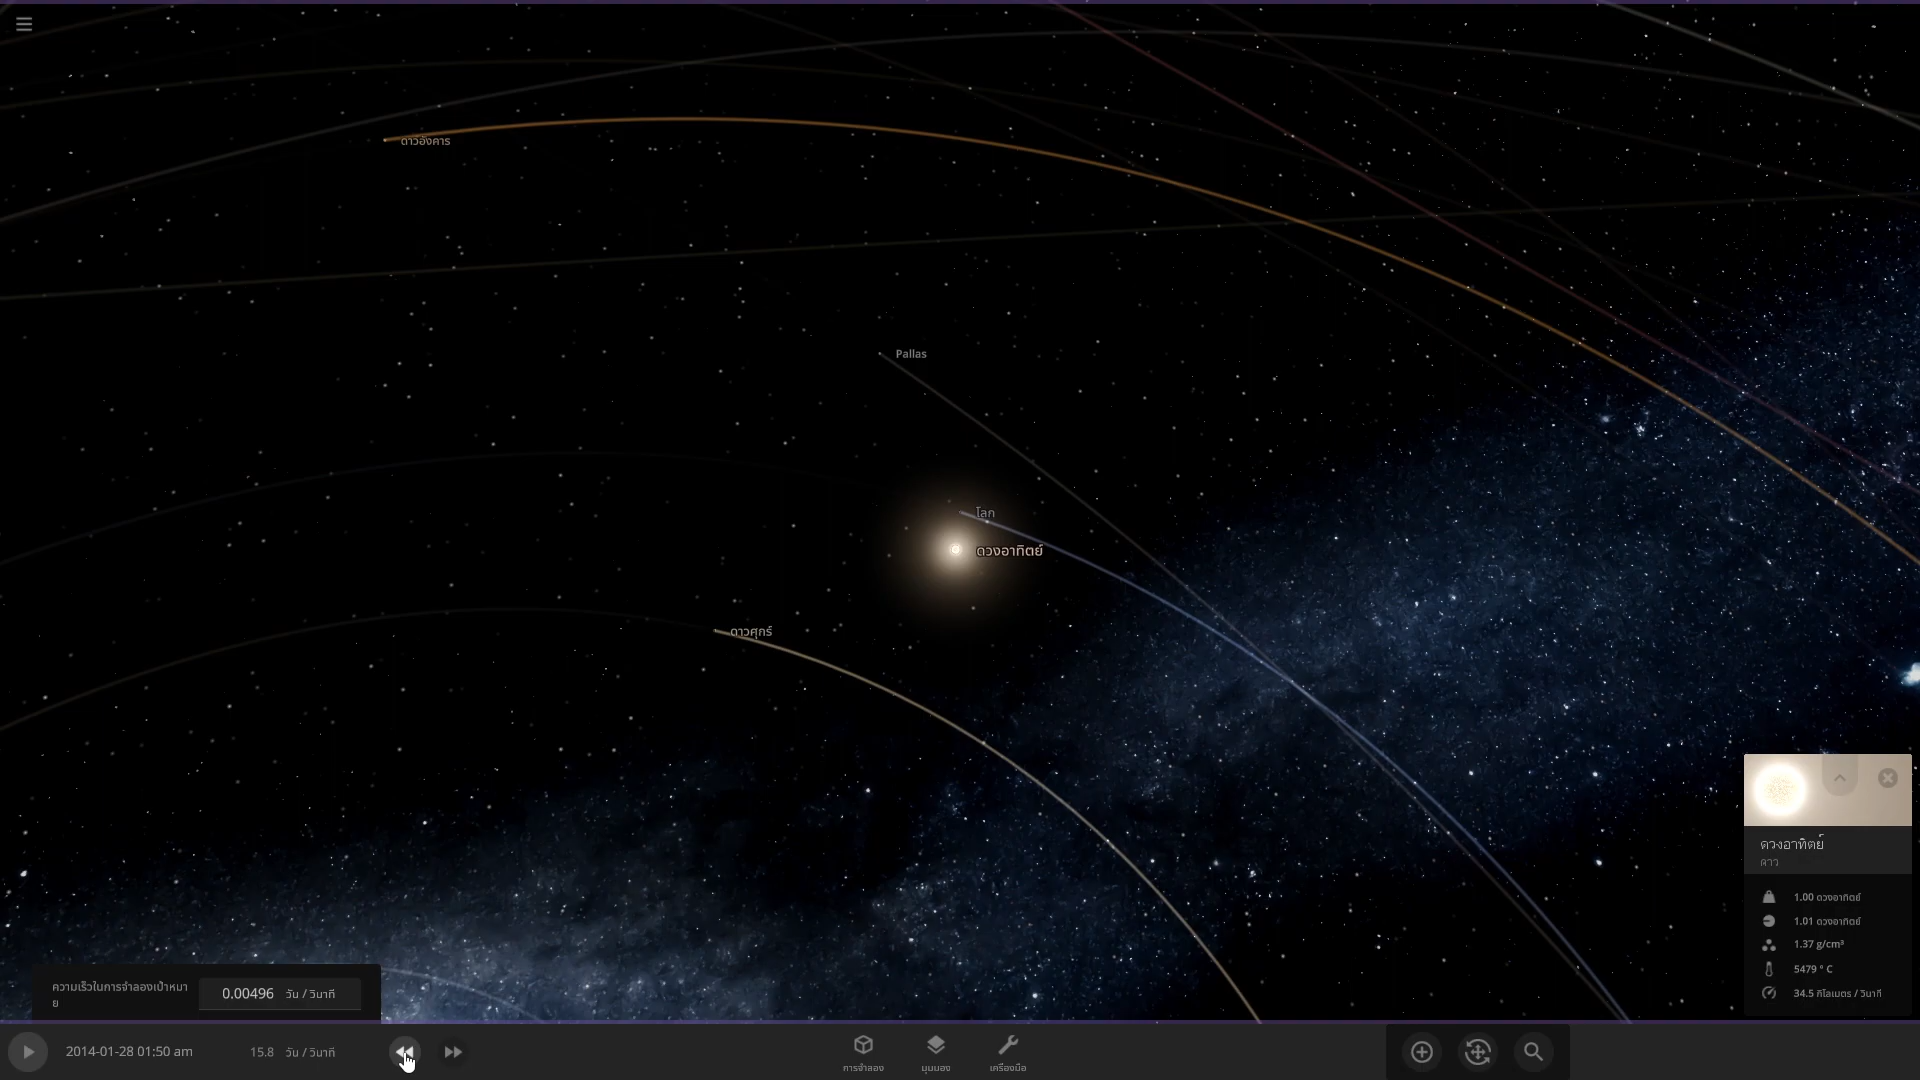 ดาวอังคาร
Pallas
โลก
ดวงอาทิตย์
ดาวศุกร์
ดวงอาทิตย์
ดาว
1.00 ดวงอาทิตย์
1.01 ดวงอาทิตย์
1.37 g/cm³
5479 ° C
34.5 กิโลเมตร / วินาที
ความเร็วในการจำลองเป้าหมา
ย
0.00496 วัน / วินาที
2014-01-28 01:50 am 15.8 วัน / วินาที
การจำลอง มุมมอง เครื่องมือ